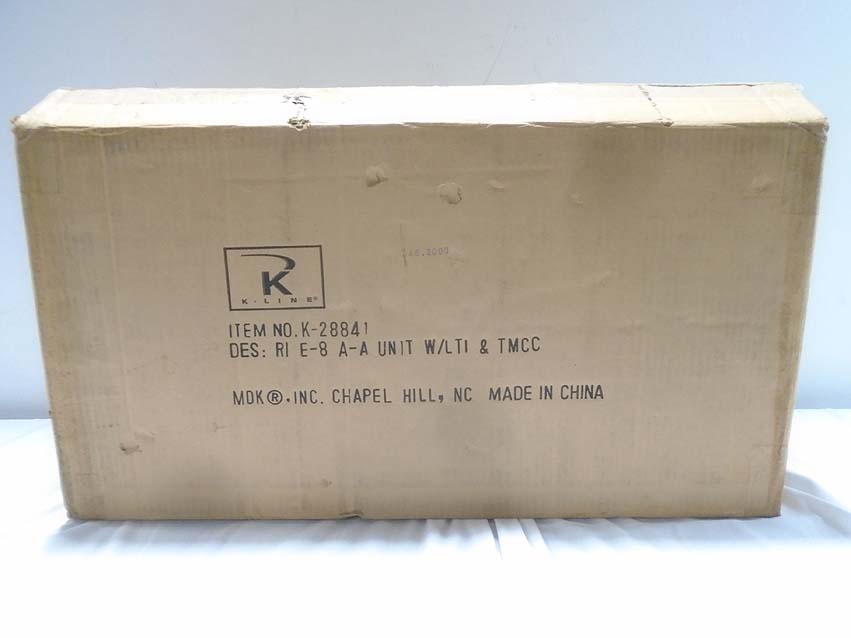 K
K-LINE®
ITEM NO. K-28841
DES: RI E-8 A-A UNIT W/LTI & TMCC
MDK®. INC. CHAPEL HILL, NC MADE IN CHINA